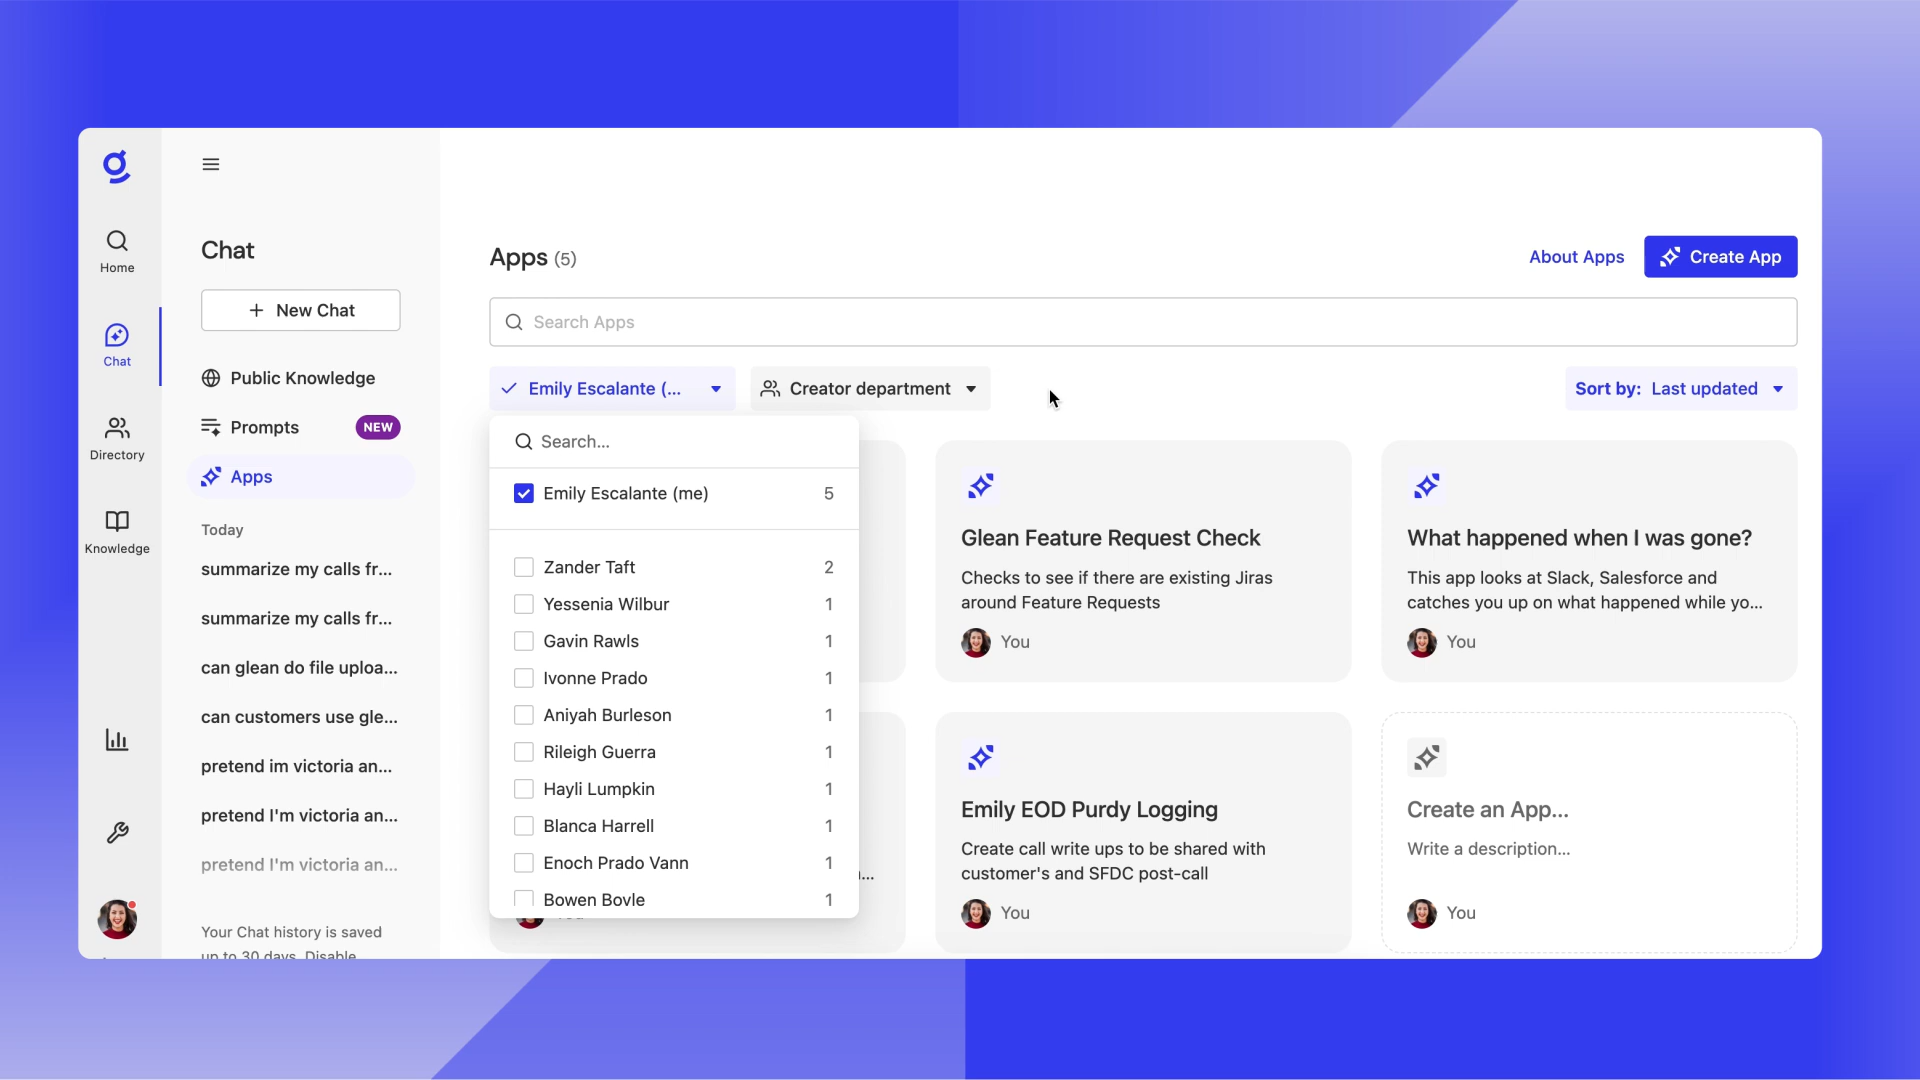 Home
Chat
Directory
Knowledge
Chat
+ New Chat
Public Knowledge
Prompts NEW
Apps
Today
summarize my calls fr...
summarize my calls fr...
can glean do file uploa...
can customers use gle...
pretend im victoria an...
pretend I'm victoria an...
pretend I'm victoria an...
Your Chat history is saved
up to 30 days. Disable
Apps (5)
About Apps
Create App
Search Apps
Emily Escalante (...
Creator department
Sort by: Last updated
Search...
Emily Escalante (me) 5
Zander Taft 2
Yessenia Wilbur 1
Gavin Rawls 1
Ivonne Prado 1
Aniyah Burleson 1
Rileigh Guerra 1
Hayli Lumpkin 1
Blanca Harrell 1
Enoch Prado Vann 1
Bowen Boyle 1
Glean Feature Request Check
Checks to see if there are existing Jiras
around Feature Requests
You
What happened when I was gone?
This app looks at Slack, Salesforce and
catches you up on what happened while yo...
You
Emily EOD Purdy Logging
Create call write ups to be shared with
customer's and SFDC post-call
You
Create an App...
Write a description...
You